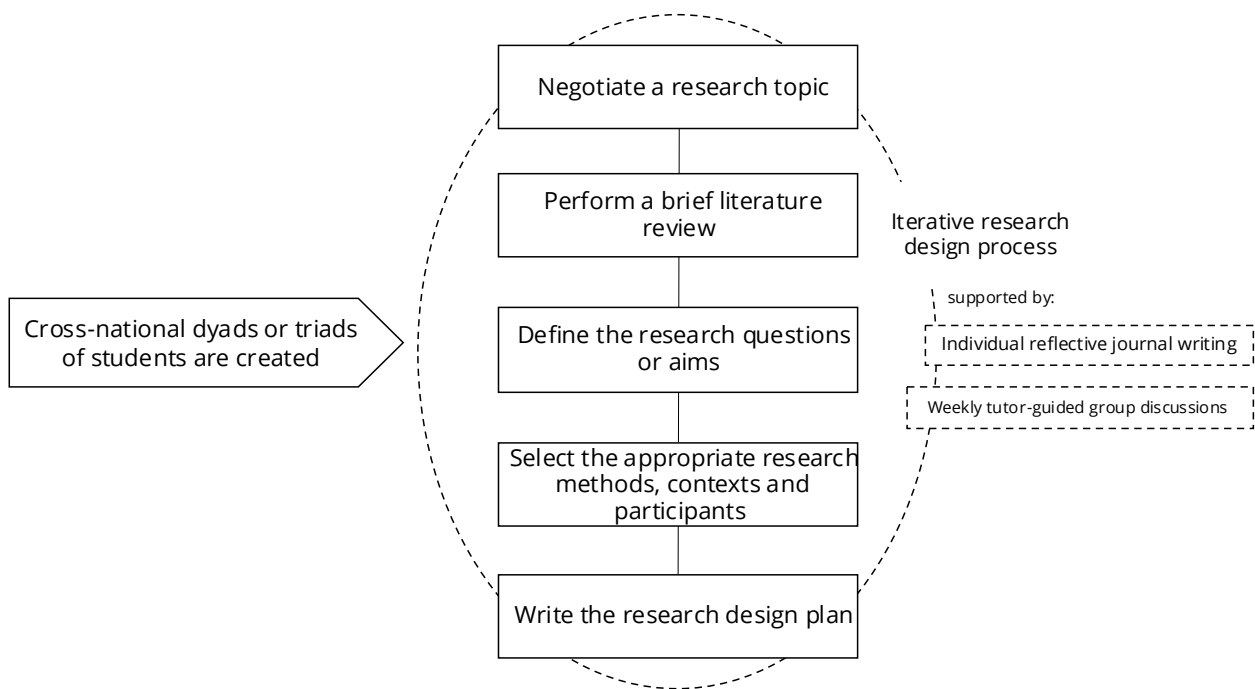 Negotiate a research topic
Perform a brief literature
review
Iterative research
design process
supported by:
Cross-national dyads or triads
of students are created
Define the research questions
or aims
Individual reflective journal writing
Weekly tutor-guided group discussions
Select the appropriate research
methods, contexts and
participants
Write the research design plan